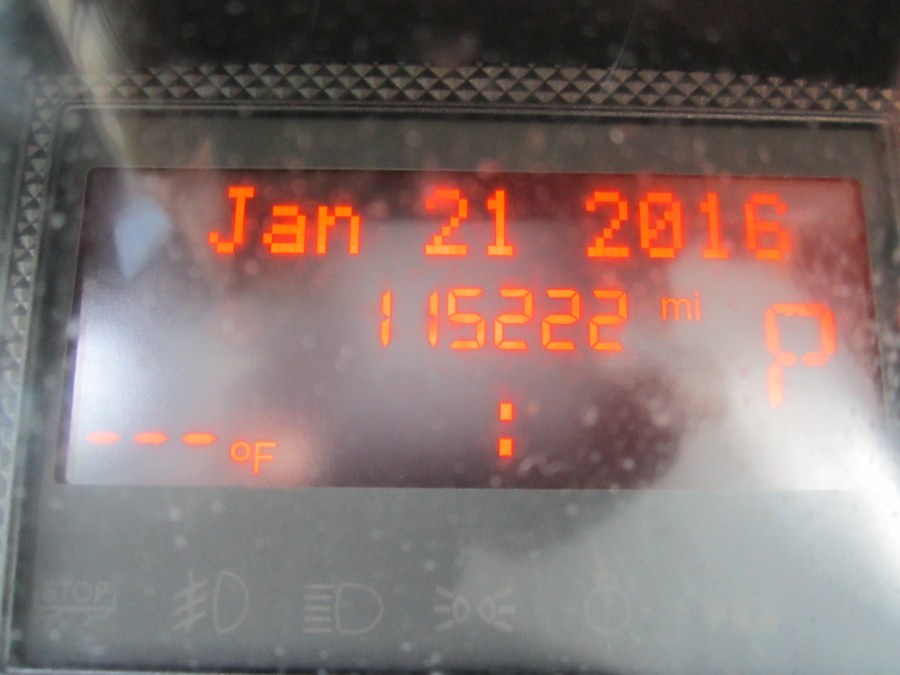 Jan 21 2016
115222 mi
P
:
--- °F
STOP